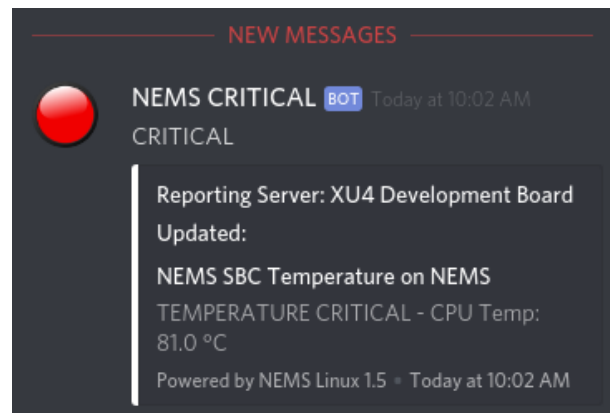 NEW MESSAGES
NEMS CRITICAL BOT Today at 10:02 AM
CRITICAL
Reporting Server: XU4 Development Board
Updated:
NEMS SBC Temperature on NEMS
TEMPERATURE CRITICAL - CPU Temp:
81.0 °C
Powered by NEMS Linux 1.5 • Today at 10:02 AM